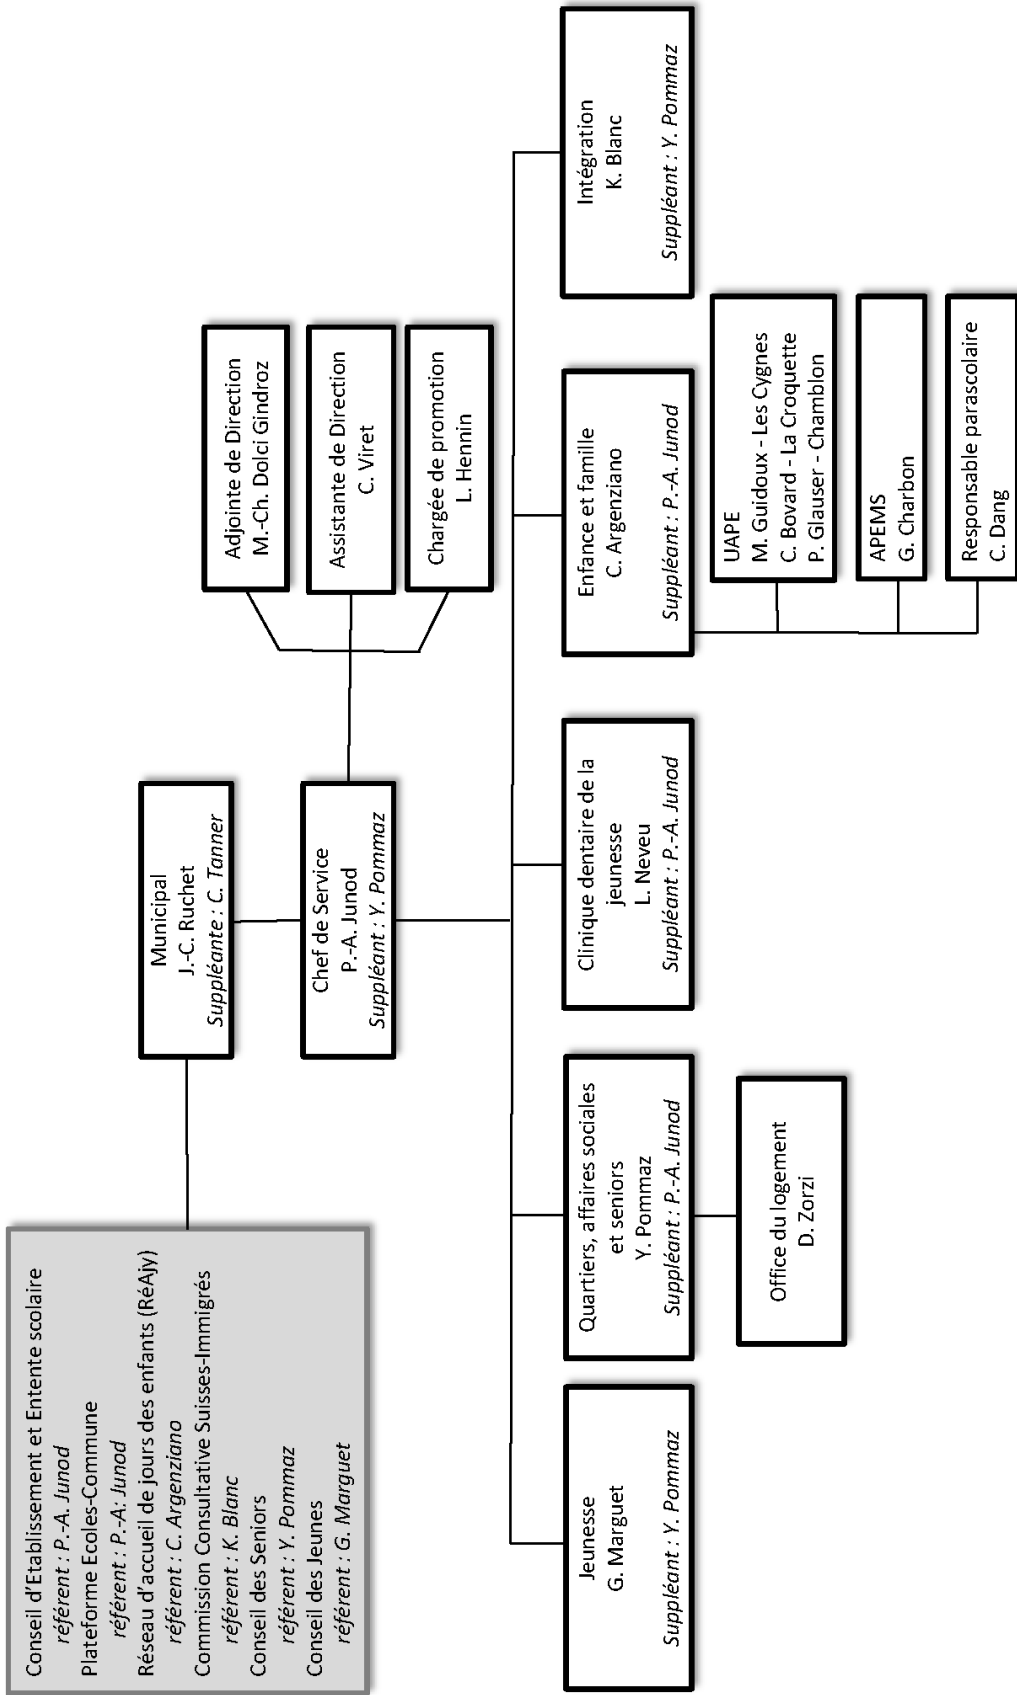 Conseil d'Etablissement et Entente scolaire
référent : P.-A. Junod
Plateforme Ecoles-Commune
référent : P.-A: Junod
Réseau d'accueil de jours des enfants (RéAjy)
référent : C. Argenziano
Commission Consultative Suisses-Immigrés
référent : K. Blanc
Conseil des Seniors
référent : Y. Pommaz
Conseil des Jeunes
référent : G. Marguet
Municipal
J.-C. Ruchet
Suppléante : C. Tanner
Chef de Service
P.-A. Junod
Suppléant : Y. Pommaz
Adjointe de Direction
M.-Ch. Dolci Gindroz
Assistante de Direction
C. Viret
Chargée de promotion
L. Hennin
Jeunesse
G. Marguet
Suppléant : Y. Pommaz
Quartiers, affaires sociales
et seniors
Y. Pommaz
Suppléant : P.-A. Junod
Office du logement
D. Zorzi
Clinique dentaire de la
jeunesse
L. Neveu
Suppléant : P.-A. Junod
Enfance et famille
C. Argenziano
Suppléant : P.-A. Junod
UAPE
M. Guidoux - Les Cygnes
C. Bovard - La Croquette
P. Glauser - Chamblon
APEMS
G. Charbon
Responsable parascolaire
C. Dang
Intégration
K. Blanc
Suppléant : Y. Pommaz